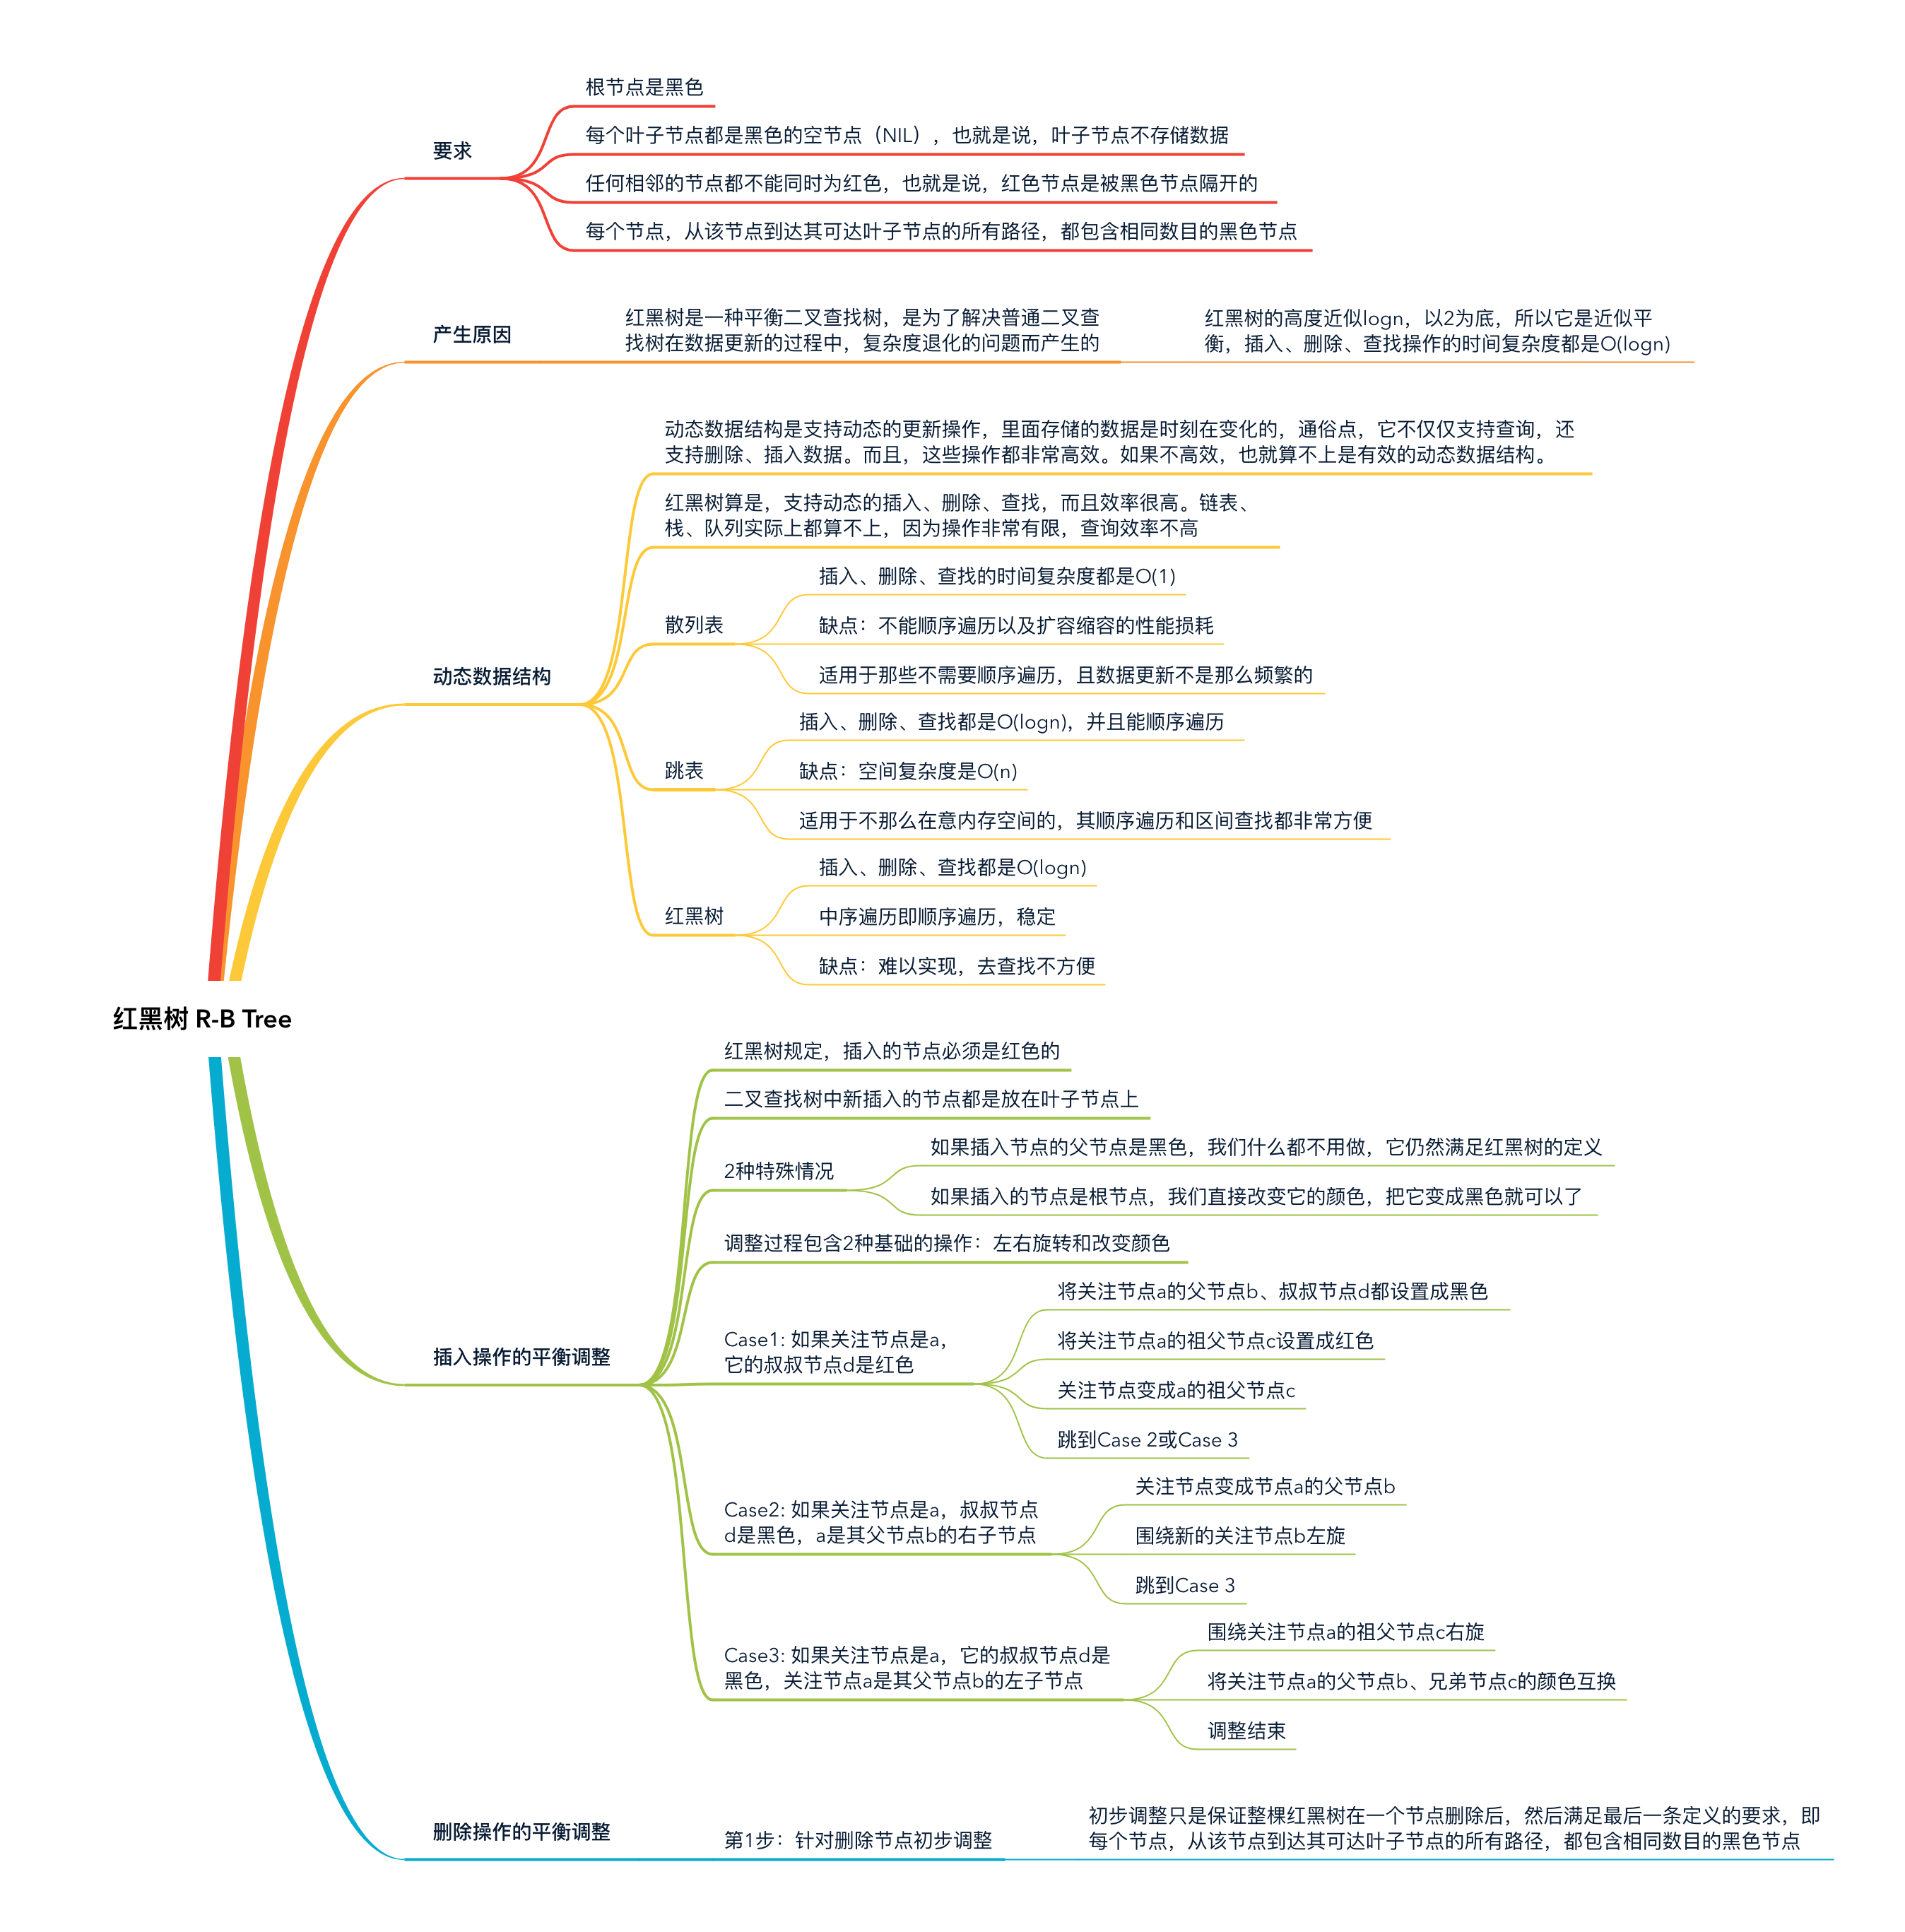 红黑树 R-B Tree
要求
根节点是黑色
每个叶子节点都是黑色的空节点（NIL），也就是说，叶子节点不存储数据
任何相邻的节点都不能同时为红色，也就是说，红色节点是被黑色节点隔开的
每个节点，从该节点到达其可达叶子节点的所有路径，都包含相同数目的黑色节点
产生原因
红黑树是一种平衡二叉查找树，是为了解决普通二叉查
找树在数据更新的过程中，复杂度退化的问题而产生的
红黑树的高度近似logn，以2为底，所以它是近似平
衡，插入、删除、查找操作的时间复杂度都是O(logn)
动态数据结构
动态数据结构是支持动态的更新操作，里面存储的数据是时刻在变化的，通俗点，它不仅仅支持查询，还
支持删除、插入数据。而且，这些操作都非常高效。如果不高效，也就算不上是有效的动态数据结构。
红黑树算是，支持动态的插入、删除、查找，而且效率很高。链表、
栈、队列实际上都算不上，因为操作非常有限，查询效率不高
散列表
插入、删除、查找的时间复杂度都是O(1)
缺点：不能顺序遍历以及扩容缩容的性能损耗
适用于那些不需要顺序遍历，且数据更新不是那么频繁的
跳表
插入、删除、查找都是O(logn)，并且能顺序遍历
缺点：空间复杂度是O(n)
适用于不那么在意内存空间的，其顺序遍历和区间查找都非常方便
红黑树
插入、删除、查找都是O(logn)
中序遍历即顺序遍历，稳定
缺点：难以实现，去查找不方便
插入操作的平衡调整
红黑树规定，插入的节点必须是红色的
二叉查找树中新插入的节点都是放在叶子节点上
2种特殊情况
如果插入节点的父节点是黑色，我们什么都不用做，它仍然满足红黑树的定义
如果插入的节点是根节点，我们直接改变它的颜色，把它变成黑色就可以了
调整过程包含2种基础的操作：左右旋转和改变颜色
Case1: 如果关注节点是a，
它的叔叔节点d是红色
将关注节点a的父节点b、叔叔节点d都设置成黑色
将关注节点a的祖父节点c设置成红色
关注节点变成a的祖父节点c
跳到Case 2或Case 3
Case2: 如果关注节点是a，叔叔节点
d是黑色，a是其父节点b的右子节点
关注节点变成节点a的父节点b
围绕新的关注节点b左旋
跳到Case 3
Case3: 如果关注节点是a，它的叔叔节点d是
黑色，关注节点a是其父节点b的左子节点
围绕关注节点a的祖父节点c右旋
将关注节点a的父节点b、兄弟节点c的颜色互换
调整结束
删除操作的平衡调整
第1步：针对删除节点初步调整
初步调整只是保证整棵红黑树在一个节点删除后，然后满足最后一条定义的要求，即
每个节点，从该节点到达其可达叶子节点的所有路径，都包含相同数目的黑色节点